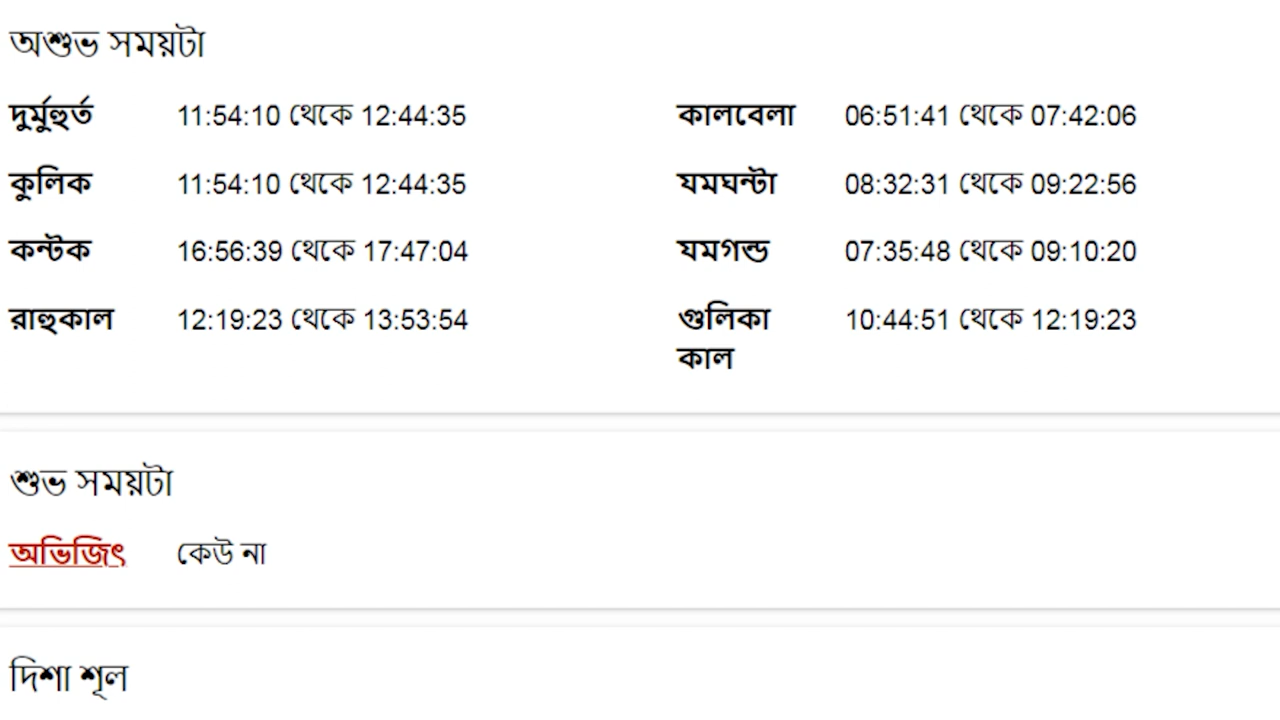 অশুভ সময়টা
দুর্মুহুর্ত 11:54:10 থেকে 12:44:35 কালবেলা 06:51:41 থেকে 07:42:06
কুলিক 11:54:10 থেকে 12:44:35 যমঘন্টা 08:32:31 থেকে 09:22:56
কন্টক 16:56:39 থেকে 17:47:04 যমগন্ড 07:35:48 থেকে 09:10:20
রাহুকাল 12:19:23 থেকে 13:53:54 গুলিকা 10:44:51 থেকে 12:19:23
কাল
শুভ সময়টা
অভিজিৎ কেউ না
দিশা শূল